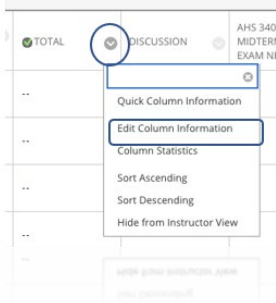 TOTAL
DISCUSSION
AHS 340
MIDTERM
EXAM NE
--
Quick Column Information
Edit Column Information
--
Column Statistics
Sort Ascending
--
Sort Descending
Hide from Instructor View
--